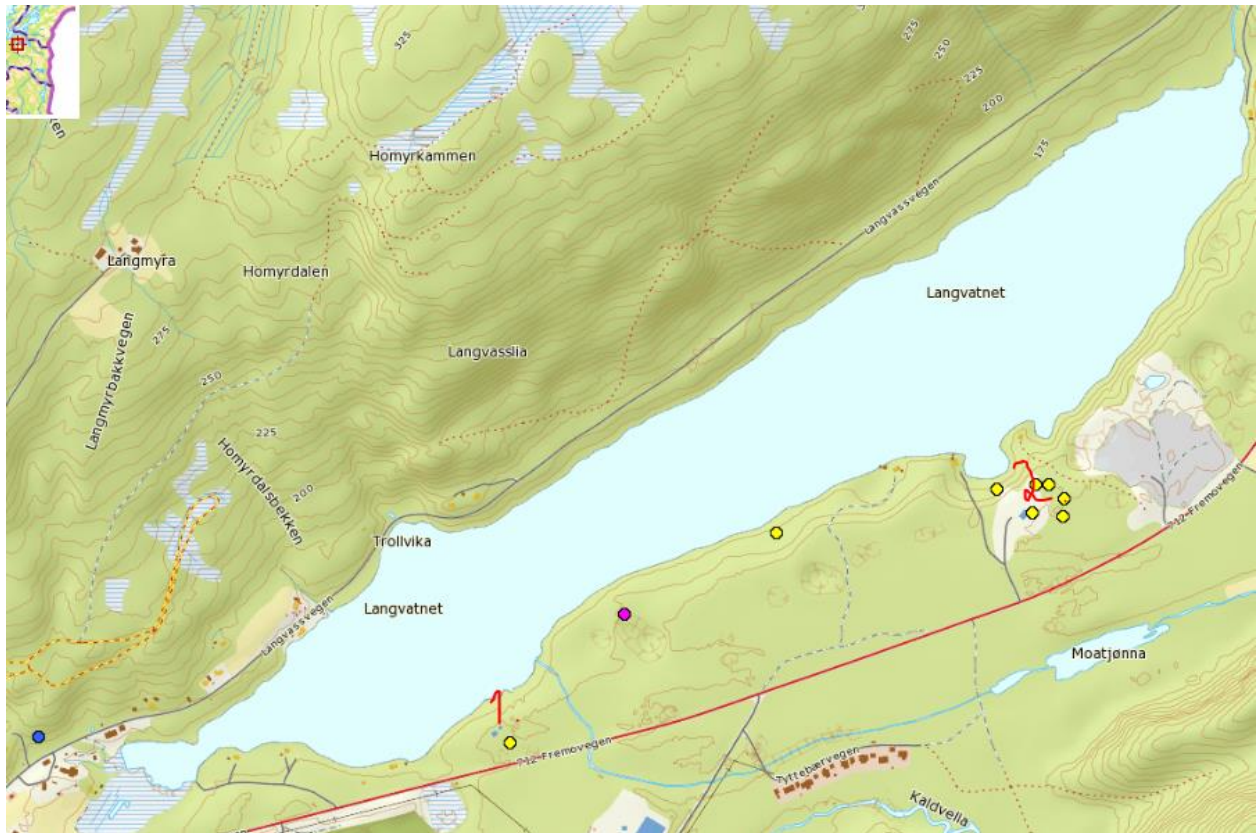 325
275
250
225
200
175
Homyrkammen
Langvassvegen
Langmyra
Homyrdalen
Langvatnet
275
Langmyrbakkvegen
Langvasslia
250
225
Homyrdalsbekken
200
2
712 Fremovegen
Trollvika
Langvatnet
Langvassvegen
Moatjønna
1
712 Fremovegen
Tyttebærvegen
Kaldvella